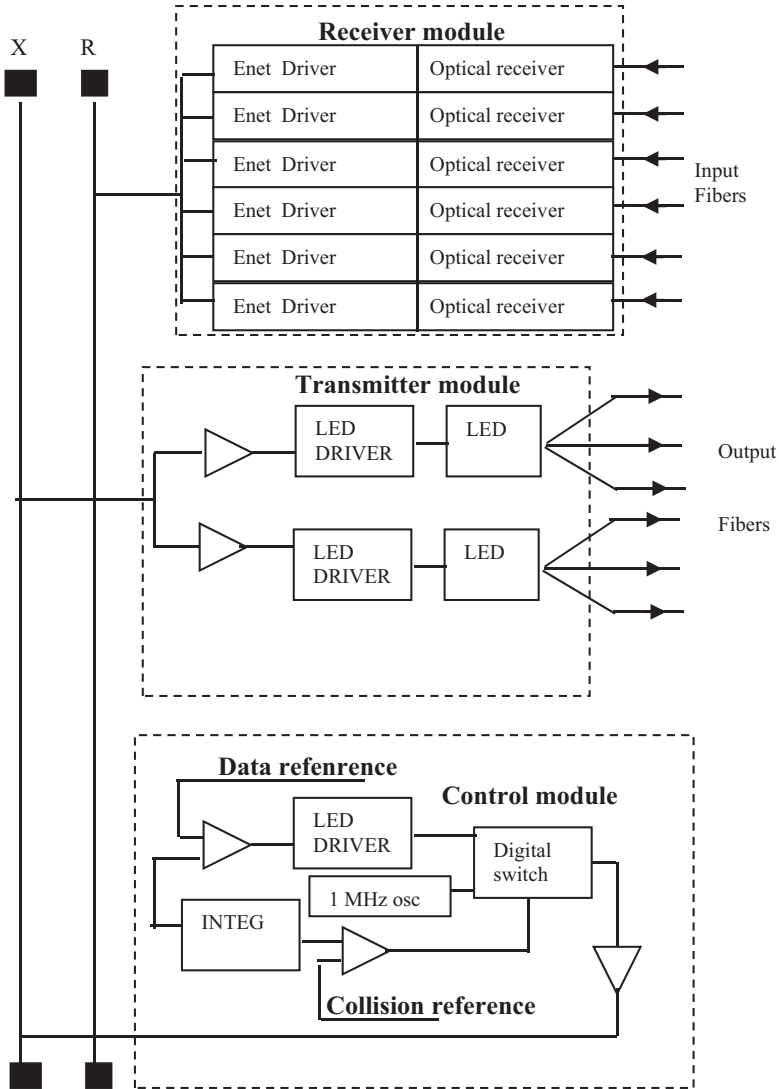 X R
Receiver module
Enet Driver Optical receiver
Enet Driver Optical receiver
Enet Driver Optical receiver
Enet Driver Optical receiver
Enet Driver Optical receiver
Enet Driver Optical receiver
Input
Fibers
Transmitter module
LED
DRIVER
LED
Output
LED
DRIVER
LED
Fibers
Data refenrence
Control module
LED
DRIVER
Digital
switch
1 MHz osc
INTEG
Collision reference